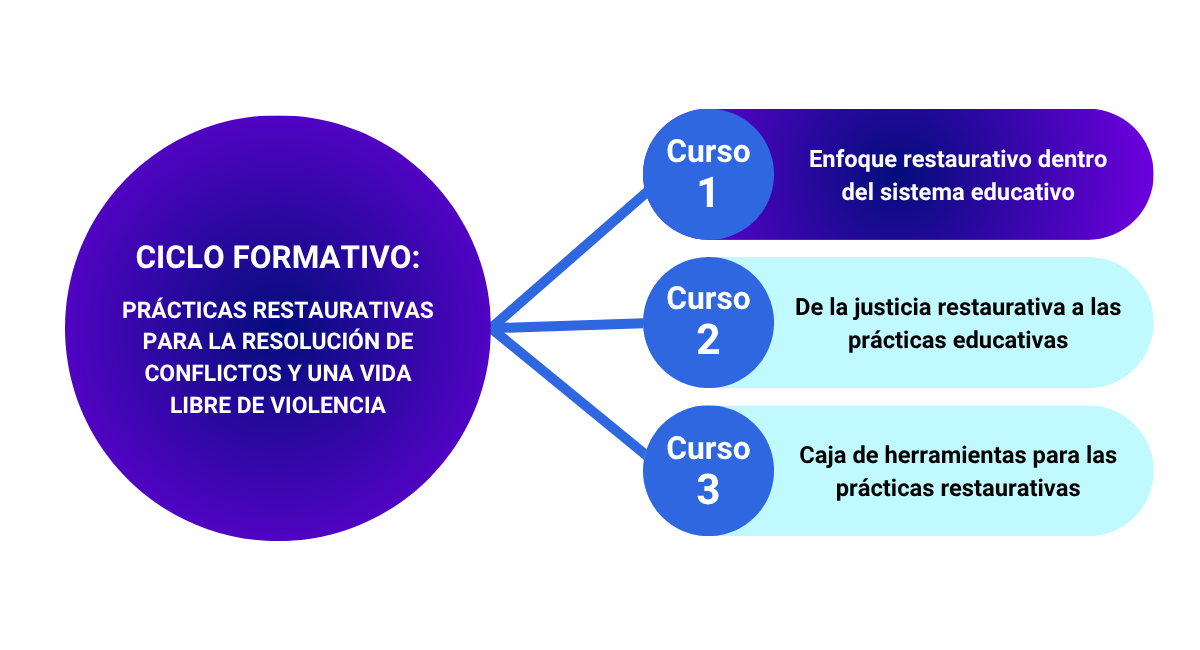 CICLO FORMATIVO:
PRÁCTICAS RESTAURATIVAS
PARA LA RESOLUCIÓN DE
CONFLICTOS Y UNA VIDA
LIBRE DE VIOLENCIA
Curso
1
Enfoque restaurativo dentro
del sistema educativo
Curso
2
De la justicia restaurativa a las
prácticas educativas
Curso
3
Caja de herramientas para las
prácticas restaurativas